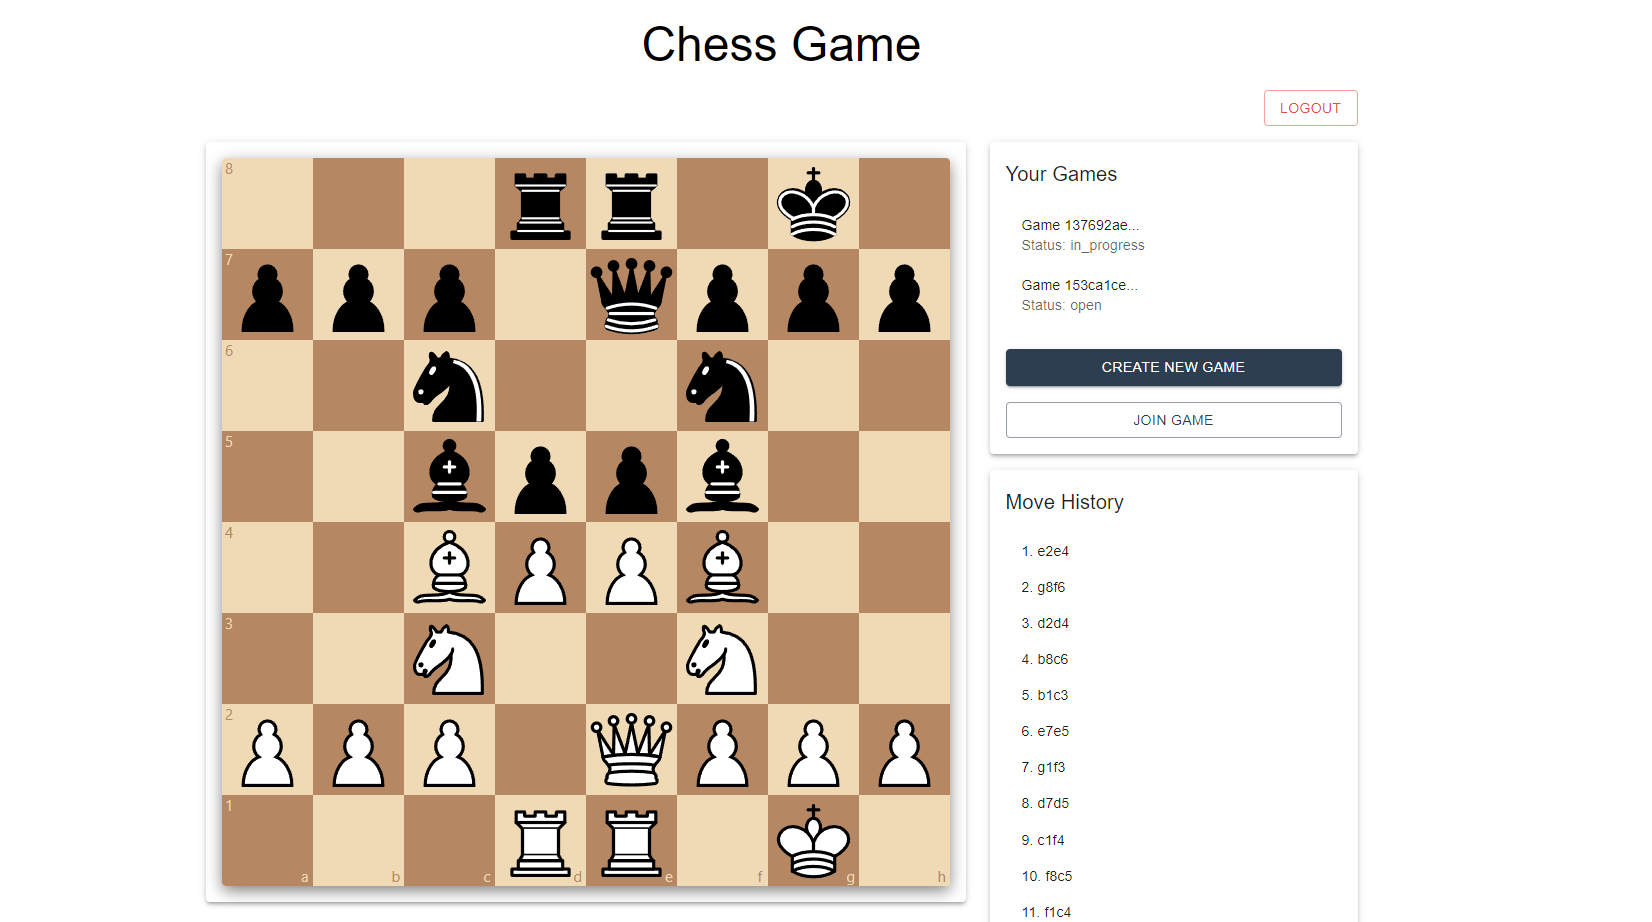 Chess Game
LOGOUT
8
7
6
5
4
3
2
1
a b c d e f g h
Your Games
Game 137692ae...
Status: in_progress
Game 153ca1ce...
Status: open
CREATE NEW GAME
JOIN GAME
Move History
1. e2e4
2. g8f6
3. d2d4
4. b8c6
5. b1c3
6. e7e5
7. g1f3
8. d7d5
9. c1f4
10. f8c5
11. f1c4